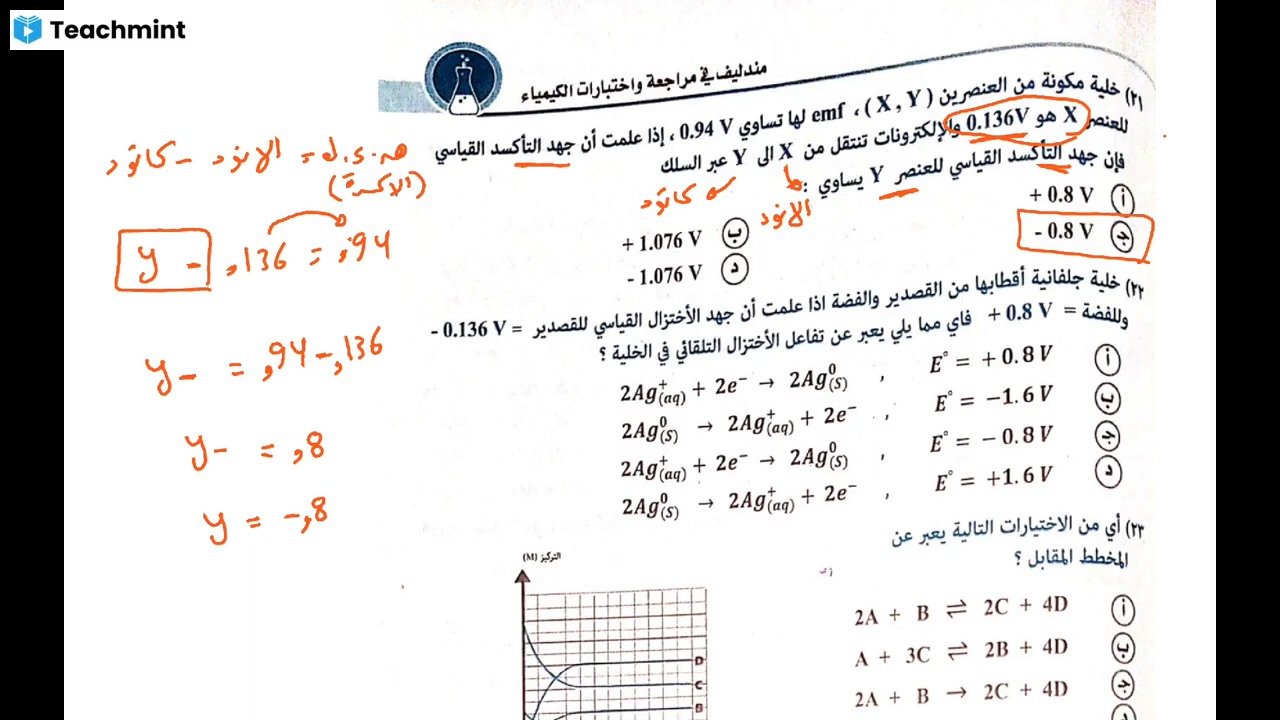 Teachmint
مندليف في مراجعة واختبارات الكيمياء
٢١) خلية مكونة من العنصرين ( X , Y ) ، emf لها تساوي 0.94 V ، إذا علمت أن جهد التأكسد القياسي
للعنصر X هو 0.136V والإلكترونات تنتقل من X الى Y عبر السلك
فإن جهد التأكسد القياسي للعنصر Y يساوي :
أ + 0.8 V
ب + 1.076 V
ج - 0.8 V
د - 1.076 V
الانود
كاتود
ه.د.ك = الانود - كاتود
(الاكسدة)
,94 = ,136 - y
,94 - ,136 = y-
y- = ,8
y = -,8
٢٢) خلية جلفانية أقطابها من القصدير والفضة اذا علمت أن جهد الأختزال القياسي للقصدير = 0.136 V -
وللفضة = 0.8 V + فاي مما يلي يعبر عن تفاعل الأختزال التلقائي في الخلية ؟
أ E° = + 0.8 V , 2Ag⁺(aq) + 2e⁻ → 2Ag⁰(S)
ب E° = −1.6 V , 2Ag⁰(S) → 2Ag⁺(aq) + 2e⁻
ج E° = − 0.8 V , 2Ag⁺(aq) + 2e⁻ → 2Ag⁰(S)
د E° = +1.6 V , 2Ag⁰(S) → 2Ag⁺(aq) + 2e⁻
٢٣) أي من الاختيارات التالية يعبر عن
المخطط المقابل ؟
أ 2A + B ⇌ 2C + 4D
ب A + 3C ⇌ 2B + 4D
ج 2A + B → 2C + 4D
التركيز (M)
D
C
B